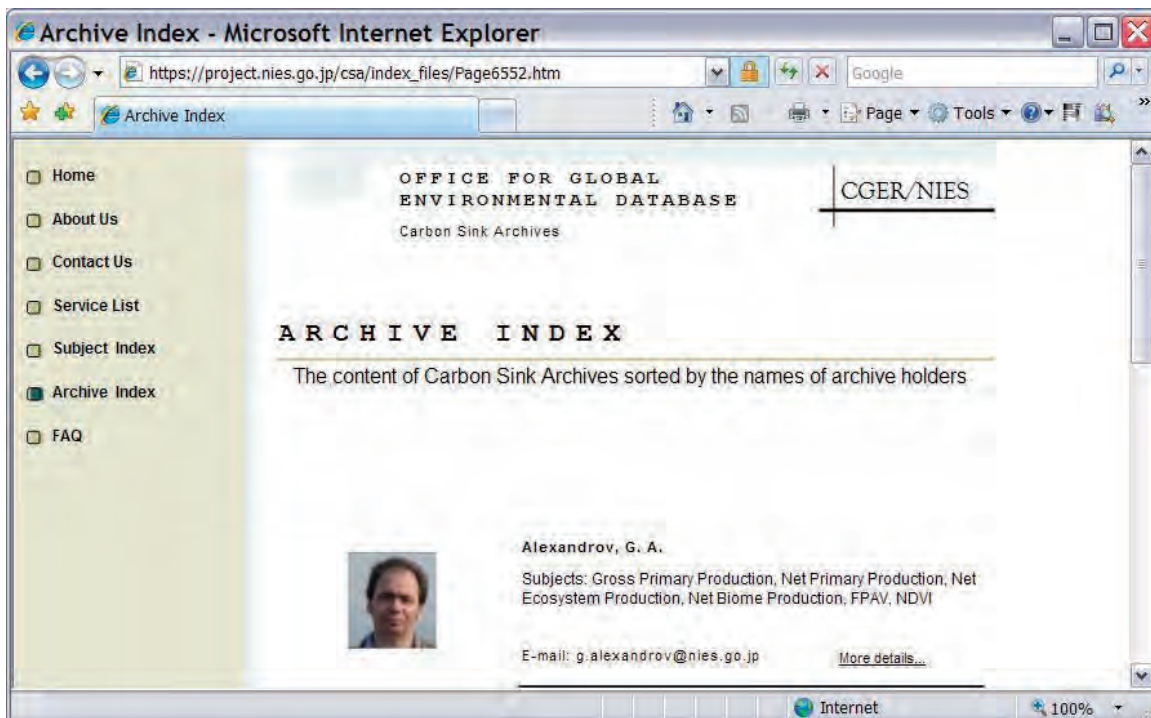 Archive Index - Microsoft Internet Explorer
https://project.nies.go.jp/csa/index_files/Page6552.htm
Google
Archive Index
Page
Tools
Home
About Us
Contact Us
Service List
Subject Index
Archive Index
FAQ
OFFICE FOR GLOBAL
ENVIRONMENTAL DATABASE
Carbon Sink Archives
CGER/NIES
ARCHIVE INDEX
The content of Carbon Sink Archives sorted by the names of archive holders
Alexandrov, G. A.
Subjects: Gross Primary Production, Net Primary Production, Net
Ecosystem Production, Net Biome Production, FPAV, NDVI
E-mail: g.alexandrov@nies.go.jp
More details...
Internet
100%